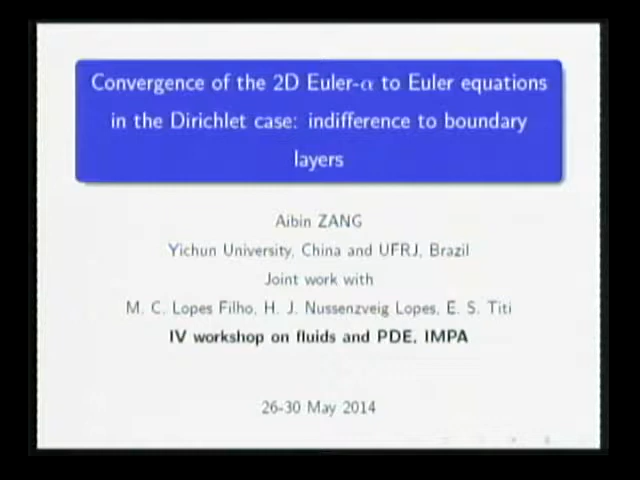 Convergence of the 2D Euler-α to Euler equations
in the Dirichlet case: indifference to boundary
layers
Aibin ZANG
Yichun University, China and UFRJ, Brazil
Joint work with
M. C. Lopes Filho, H. J. Nussenzveig Lopes, E. S. Titi
IV workshop on fluids and PDE, IMPA
26-30 May 2014